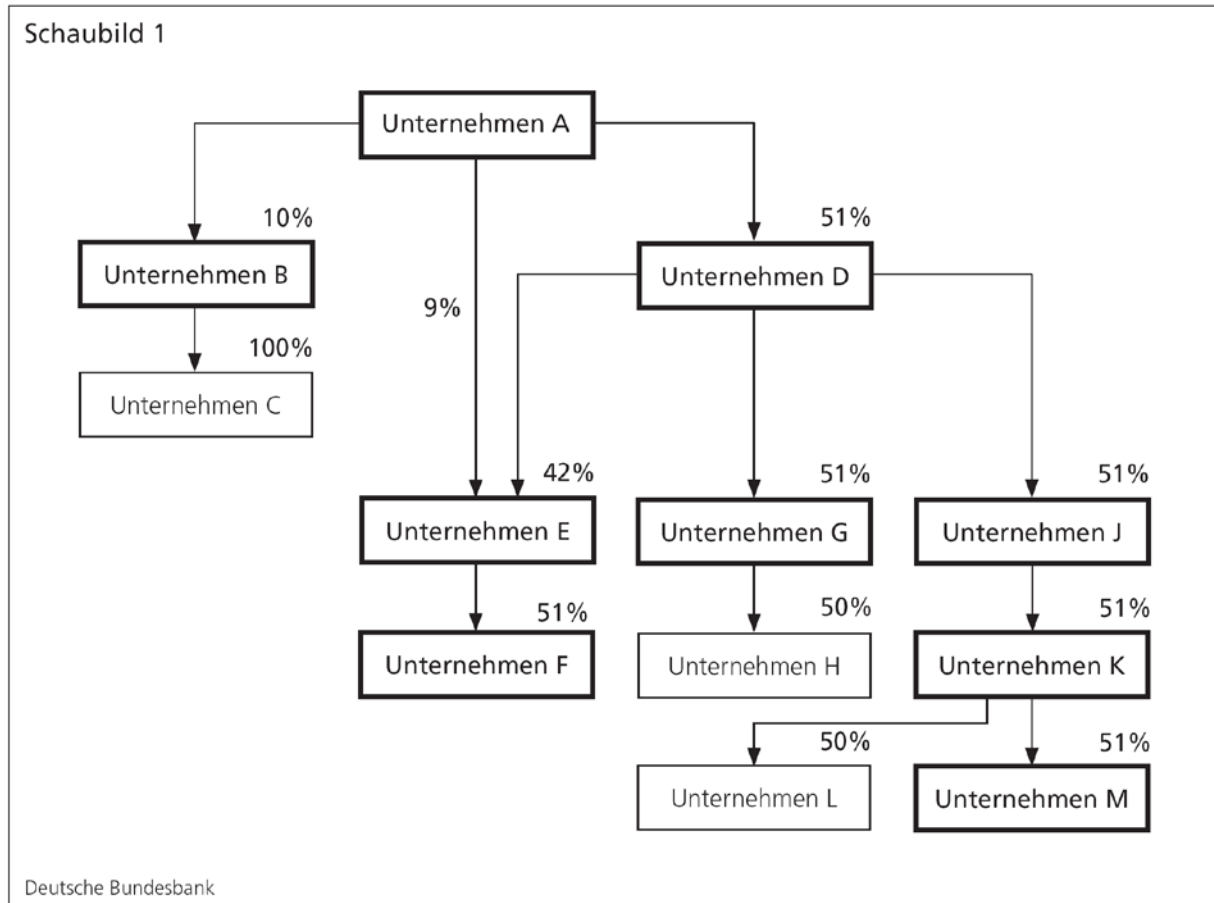 Schaubild 1
Unternehmen A
10%
51%
Unternehmen B
Unternehmen D
9%
100%
Unternehmen C
42%
51%
51%
Unternehmen E
Unternehmen G
Unternehmen J
51%
50%
51%
Unternehmen F
Unternehmen H
Unternehmen K
50%
51%
Unternehmen L
Unternehmen M
Deutsche Bundesbank